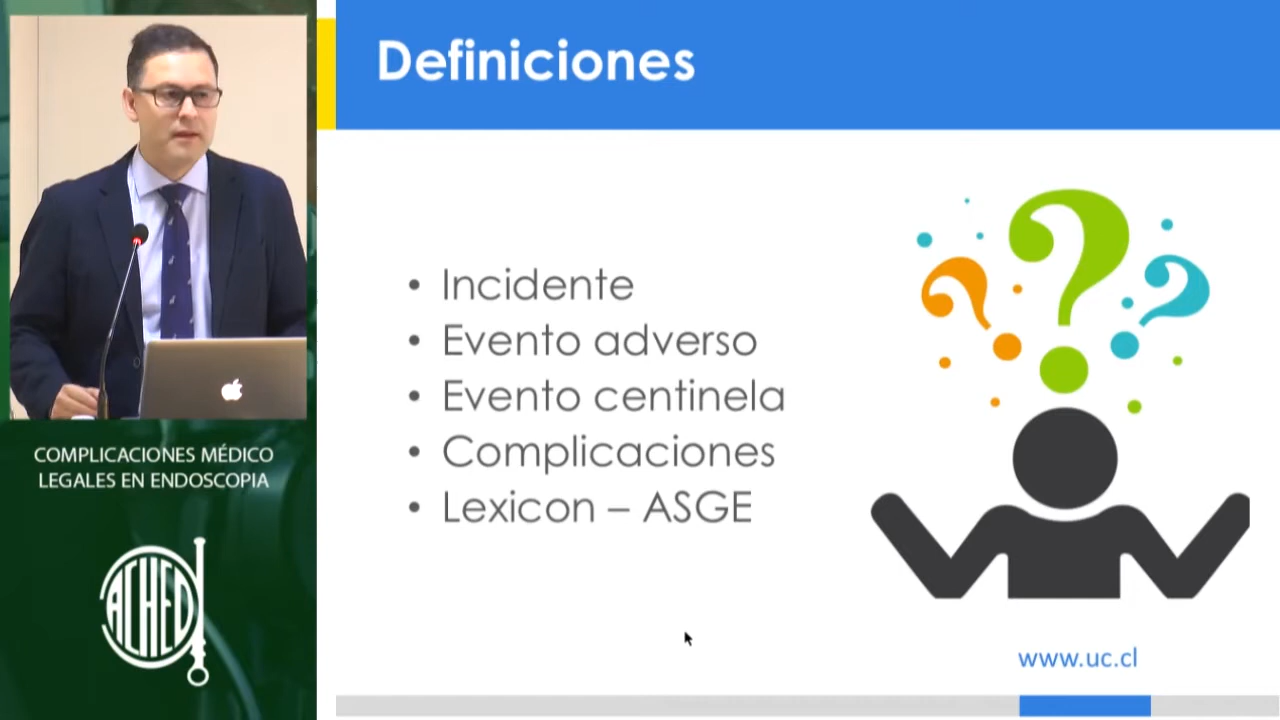 Definiciones
• Incidente
• Evento adverso
• Evento centinela
• Complicaciones
• Lexicon – ASGE
? ? ?
www.uc.cl
COMPLICACIONES MÉDICO
LEGALES EN ENDOSCOPIA
ACHED